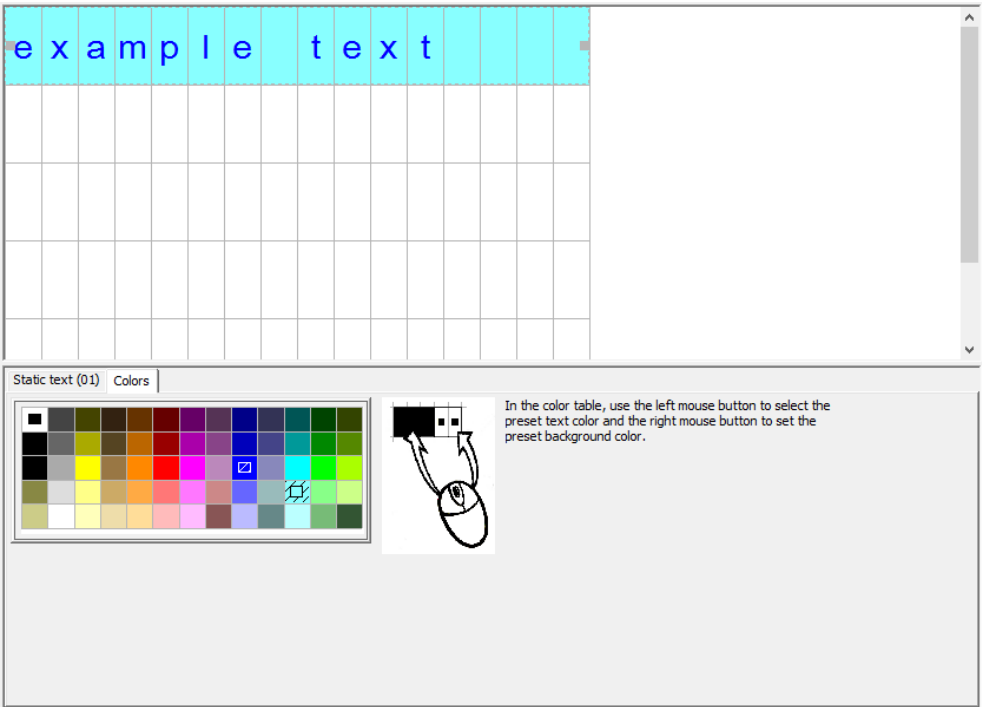 example text
Static text (01) Colors
In the color table, use the left mouse button to select the
preset text color and the right mouse button to set the
preset background color.